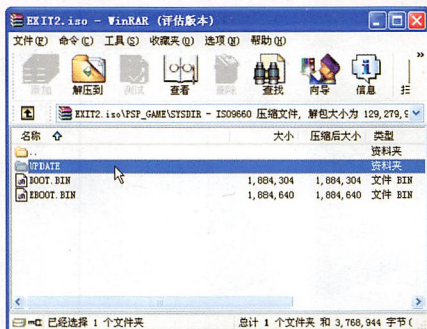 EXIT2.iso - WinRAR (评估版本)
文件(F) 命令(C) 工具(S) 收藏夹(O) 选项(N) 帮助(H)
添加 解压到 测试 查看 删除 查找 向导 信息 扫
»
EXIT2.iso\PSP_GAME\SYSDIR - ISO9660 压缩文件, 解包大小为 129,279,9
名称 大小 压缩后大小 类型
.. 资料夹
UPDATE 资料夹
BOOT.BIN 1,884,304 1,884,304 文件 BIN
EBOOT.BIN 1,884,640 1,884,640 文件 BIN
已经选择 1 个文件夹 总计 1 个文件夹 和 3,768,944 字节(